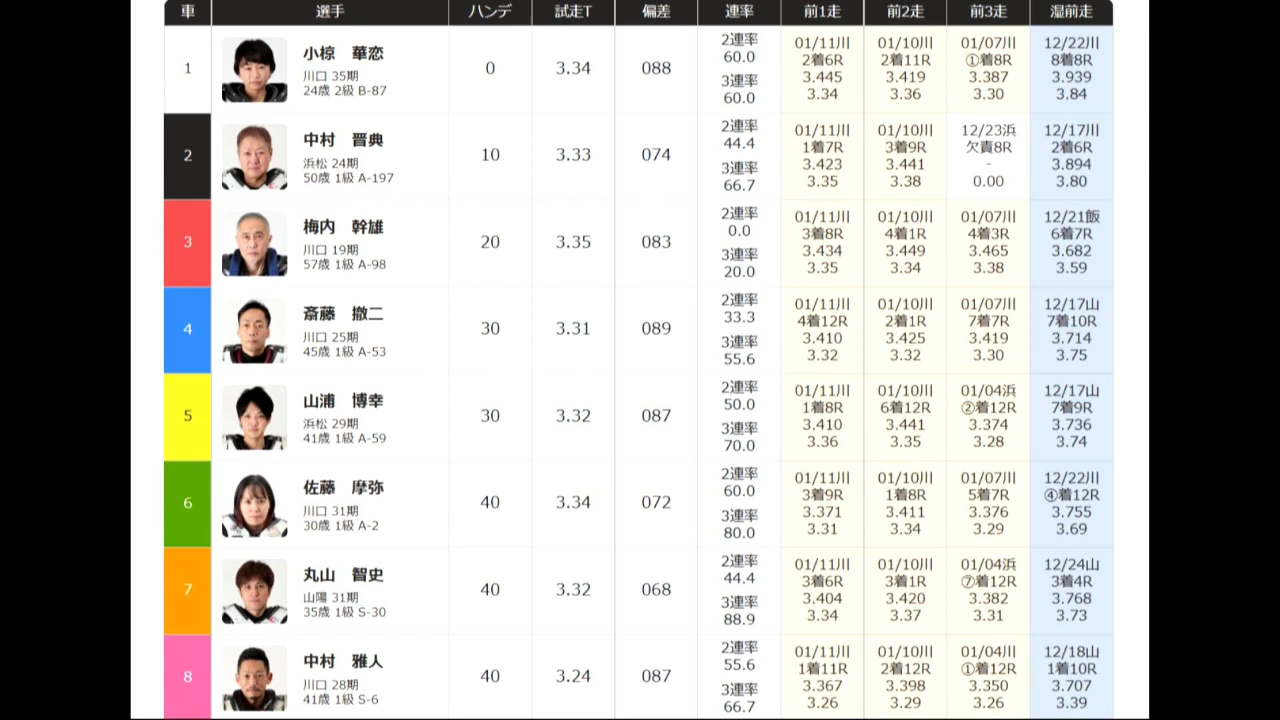 車 選手 ハンデ 試走T 偏差 連率 前1走 前2走 前3走 湿前走
1 小椋 華恋 川口 35期 24歳 2級 B-87 0 3.34 088 2連率 60.0 3連率 60.0 01/11川 2着6R 3.445 3.34 01/10川 2着11R 3.419 3.36 01/07川 ①着8R 3.387 3.30 12/22川 8着8R 3.939 3.84
2 中村 晋典 浜松 24期 50歳 1級 A-197 10 3.33 074 2連率 44.4 3連率 66.7 01/11川 1着7R 3.423 3.35 01/10川 3着9R 3.441 3.38 12/23浜 欠責8R - 0.00 12/17川 2着6R 3.894 3.80
3 梅内 幹雄 川口 19期 57歳 1級 A-98 20 3.35 083 2連率 0.0 3連率 20.0 01/11川 3着8R 3.434 3.35 01/10川 4着1R 3.449 3.34 01/07川 4着3R 3.465 3.38 12/21飯 6着7R 3.682 3.59
4 斎藤 撤二 川口 25期 45歳 1級 A-53 30 3.31 089 2連率 33.3 3連率 55.6 01/11川 4着12R 3.410 3.32 01/10川 2着1R 3.425 3.32 01/07川 7着7R 3.419 3.30 12/17山 7着10R 3.714 3.75
5 山浦 博幸 浜松 29期 41歳 1級 A-59 30 3.32 087 2連率 50.0 3連率 70.0 01/11川 1着8R 3.410 3.36 01/10川 6着12R 3.441 3.35 01/04浜 ②着12R 3.374 3.28 12/17山 7着9R 3.736 3.74
6 佐藤 摩弥 川口 31期 30歳 1級 A-2 40 3.34 072 2連率 60.0 3連率 80.0 01/11川 3着9R 3.371 3.31 01/10川 1着8R 3.411 3.34 01/07川 5着7R 3.376 3.29 12/22川 ④着12R 3.755 3.69
7 丸山 智史 山陽 31期 35歳 1級 S-30 40 3.32 068 2連率 44.4 3連率 88.9 01/11川 3着6R 3.404 3.34 01/10川 3着1R 3.420 3.37 01/04浜 ⑦着12R 3.382 3.31 12/24山 3着4R 3.768 3.73
8 中村 雅人 川口 28期 41歳 1級 S-6 40 3.24 087 2連率 55.6 3連率 66.7 01/11川 1着11R 3.367 3.26 01/10川 2着12R 3.398 3.29 01/04川 ①着12R 3.350 3.26 12/18山 1着10R 3.707 3.39